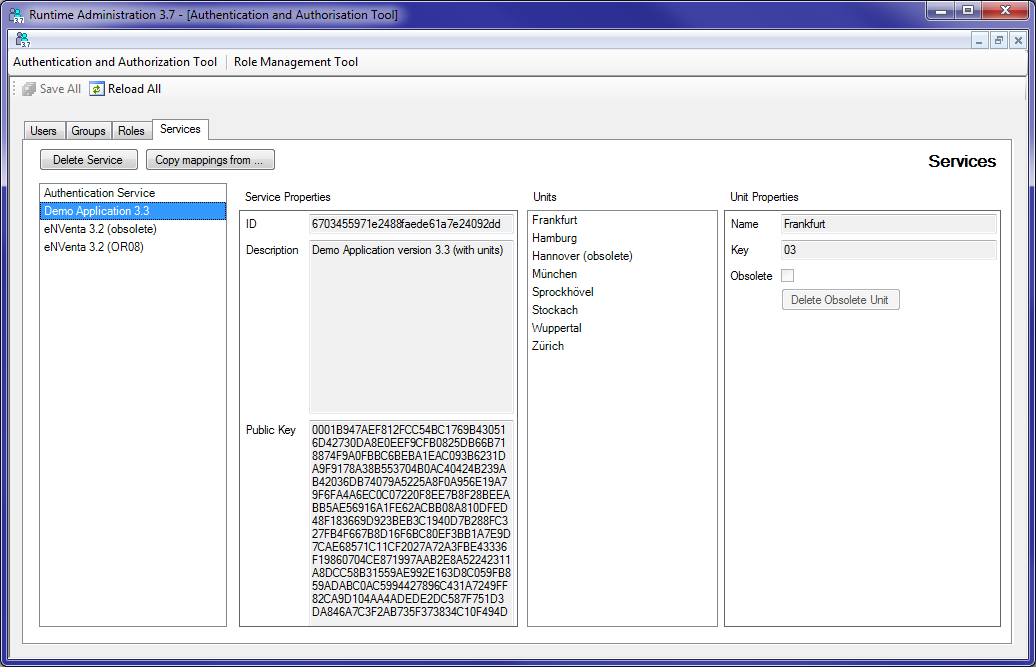 Runtime Administration 3.7 - [Authentication and Authorisation Tool]
3.7
Authentication and Authorization Tool
Role Management Tool
Save All
Reload All
Users
Groups
Roles
Services
Delete Service
Copy mappings from ...
Services
Authentication Service
Demo Application 3.3
eNVenta 3.2 (obsolete)
eNVenta 3.2 (OR08)
Service Properties
ID
6703455971e2488faede61a7e24092dd
Description
Demo Application version 3.3 (with units)
Public Key
0001B947AEF812FCC54BC1769B43051
6D42730DA8E0EEF9CFB0825DB66B71
8874F9A0FBBC6BEBA1EAC093B6231D
A9F9178A38B553704B0AC40424B239A
B42036DB74079A5225A8F0A956E19A7
9F6FA4A6EC0C07220F8EE7B8F28BEEA
BB5AE56916A1FE62ACBB08A810DFED
48F183669D923BEB3C1940D7B288FC3
27FB4F667B8D16F6BC80EF3BB1A7E9D
7CAE68571C11CF2027A72A3FBE43336
F19860704CE871997AAB2E8A52242311
A8DCC58B31559AE992E163D8C059FB8
59ADABC0AC5994427896C431A7249FF
82CA9D104AA4ADEDE2DC587F751D3
DA846A7C3F2AB735F373834C10F494D
Units
Frankfurt
Hamburg
Hannover (obsolete)
München
Sprockhövel
Stockach
Wuppertal
Zürich
Unit Properties
Name
Frankfurt
Key
03
Obsolete
Delete Obsolete Unit